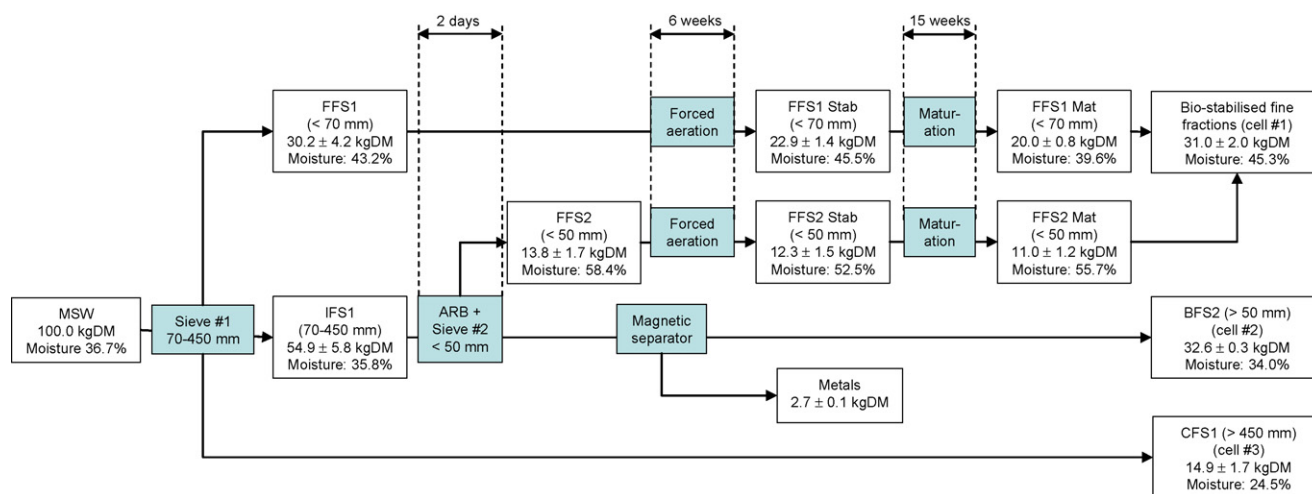 2 days
6 weeks
15 weeks
FFS1
(< 70 mm)
30.2 ± 4.2 kgDM
Moisture: 43.2%
Forced
aeration
FFS1 Stab
(< 70 mm)
22.9 ± 1.4 kgDM
Moisture: 45.5%
Matur-
ation
FFS1 Mat
(< 70 mm)
20.0 ± 0.8 kgDM
Moisture: 39.6%
Bio-stabilised fine
fractions (cell #1)
31.0 ± 2.0 kgDM
Moisture: 45.3%
FFS2
(< 50 mm)
13.8 ± 1.7 kgDM
Moisture: 58.4%
Forced
aeration
FFS2 Stab
(< 50 mm)
12.3 ± 1.5 kgDM
Moisture: 52.5%
Matur-
ation
FFS2 Mat
(< 50 mm)
11.0 ± 1.2 kgDM
Moisture: 55.7%
MSW
100.0 kgDM
Moisture 36.7%
Sieve #1
70-450 mm
IFS1
(70-450 mm)
54.9 ± 5.8 kgDM
Moisture: 35.8%
ARB +
Sieve #2
< 50 mm
Magnetic
separator
BFS2 (> 50 mm)
(cell #2)
32.6 ± 0.3 kgDM
Moisture: 34.0%
Metals
2.7 ± 0.1 kgDM
CFS1 (> 450 mm)
(cell #3)
14.9 ± 1.7 kgDM
Moisture: 24.5%